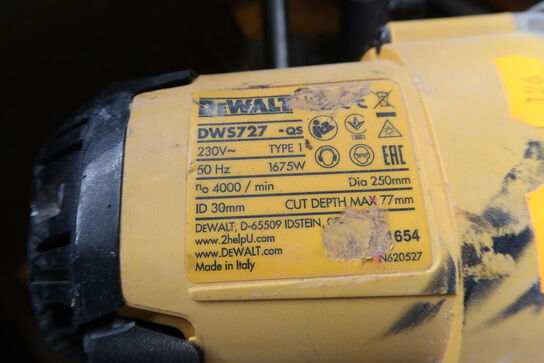 DEWALT
DWS727 -QS
230V~ TYPE 1
50 Hz 1675W
n₀ 4000 / min Dia 250mm
ID 30mm CUT DEPTH MAX 77mm
DEWALT, D-65509 IDSTEIN,
www.2helpU.com 1654
www.DEWALT.com N620527
Made in Italy
EAC